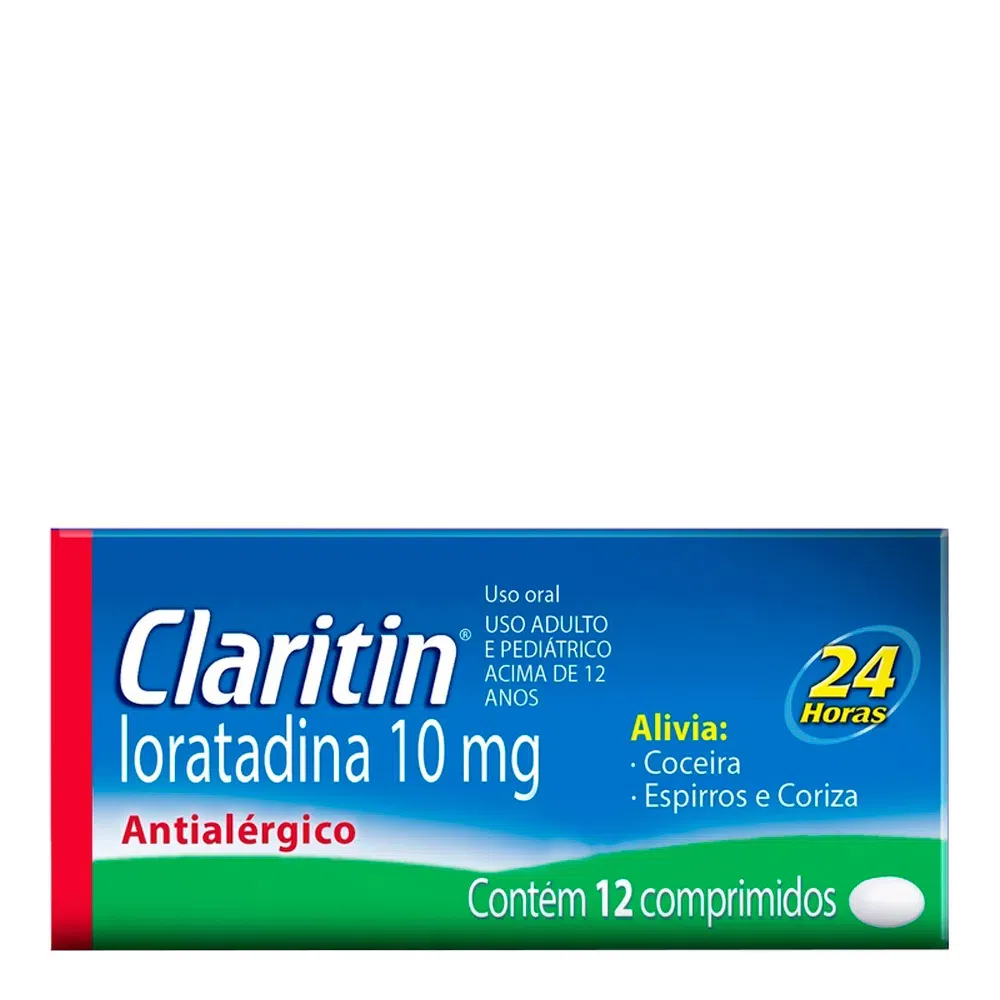 Claritin®
loratadina 10 mg
Antialérgico
Uso oral
USO ADULTO
E PEDIÁTRICO
ACIMA DE 12
ANOS
24
Horas
Alivia:
· Coceira
· Espirros e Coriza
Contém 12 comprimidos